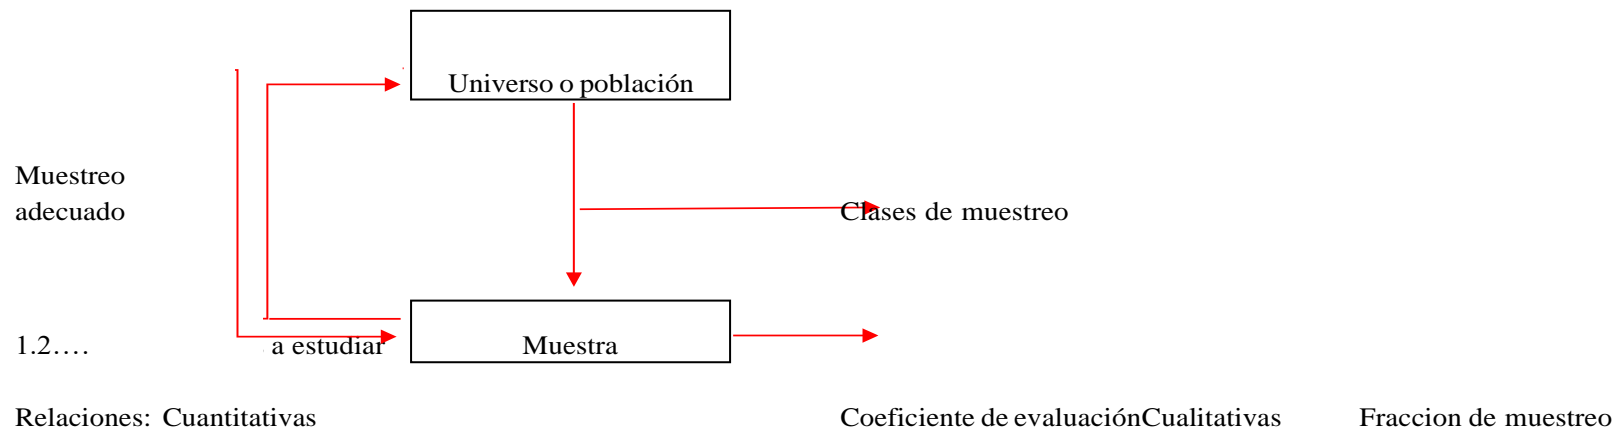 Universo o población
Muestreo
adecuado
Clases de muestreo
1.2…. a estudiar Muestra
Relaciones: Cuantitativas Coeficiente de evaluaciónCualitativas Fraccion de muestreo